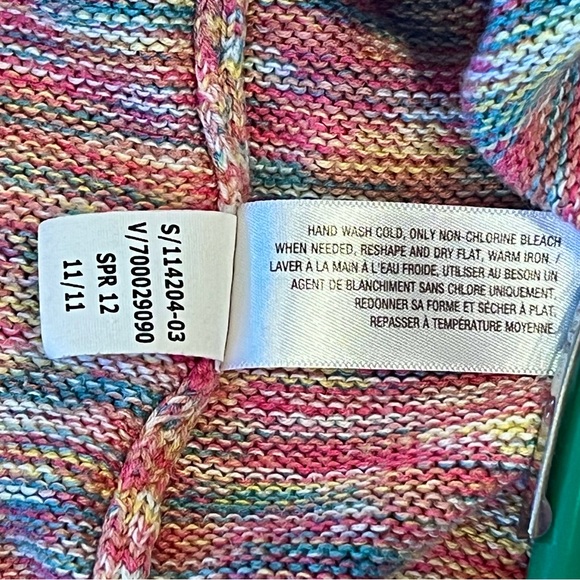 S/114204-03
V/700029090
SPR 12
11/11
HAND WASH COLD, ONLY NON-CHLORINE BLEACH
WHEN NEEDED, RESHAPE AND DRY FLAT, WARM IRON. /
LAVER À LA MAIN À L'EAU FROIDE, UTILISER AU BESOIN UN
AGENT DE BLANCHIMENT SANS CHLORE UNIQUEMENT,
REDONNER SA FORME ET SÉCHER À PLAT,
REPASSER À TEMPÉRATURE MOYENNE.